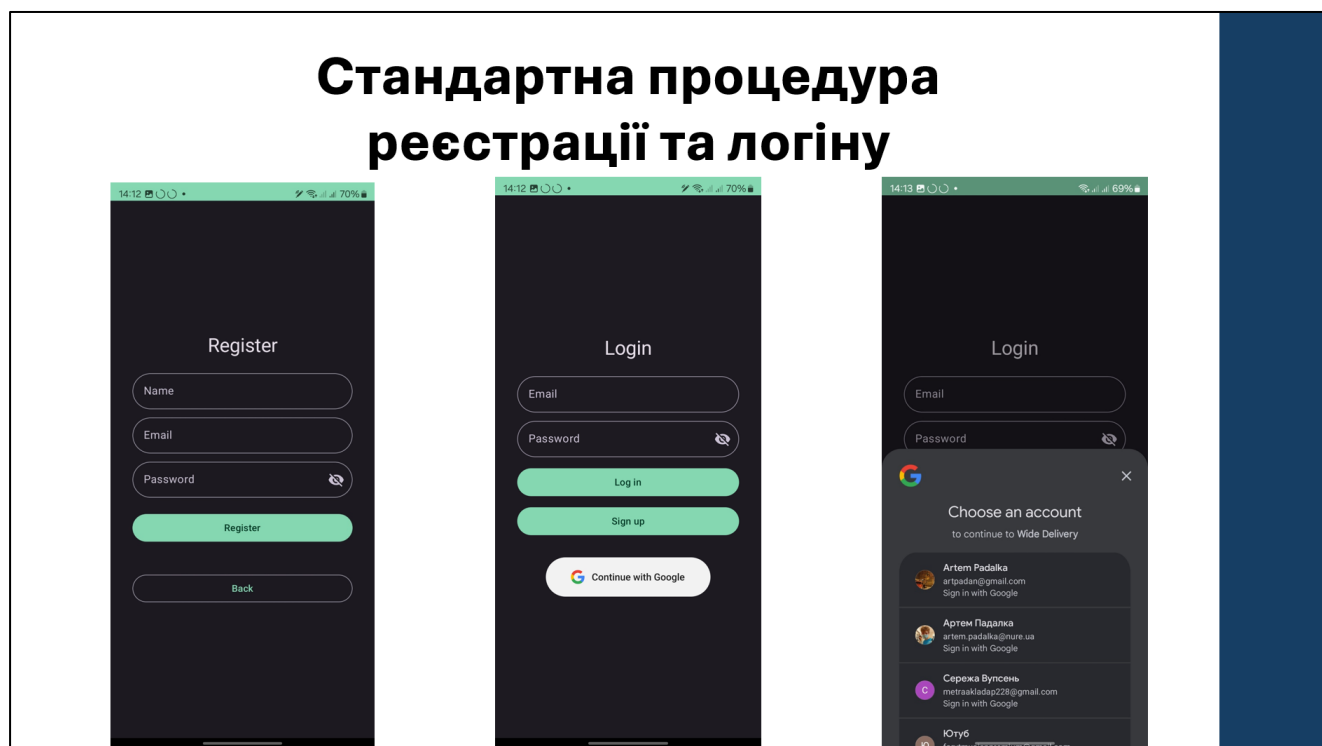 Стандартна процедура
реєстрації та логіну
14:12
70%
Register
Name
Email
Password
Register
Back
14:12
70%
Login
Email
Password
Log in
Sign up
Continue with Google
14:13
69%
Login
Email
Password
Choose an account
to continue to Wide Delivery
Artem Padalka
artpadan@gmail.com
Sign in with Google
Артем Падалка
artem.padalka@nure.ua
Sign in with Google
С
Сережа Вупсень
metraakladap228@gmail.com
Sign in with Google
Ю
Ютуб